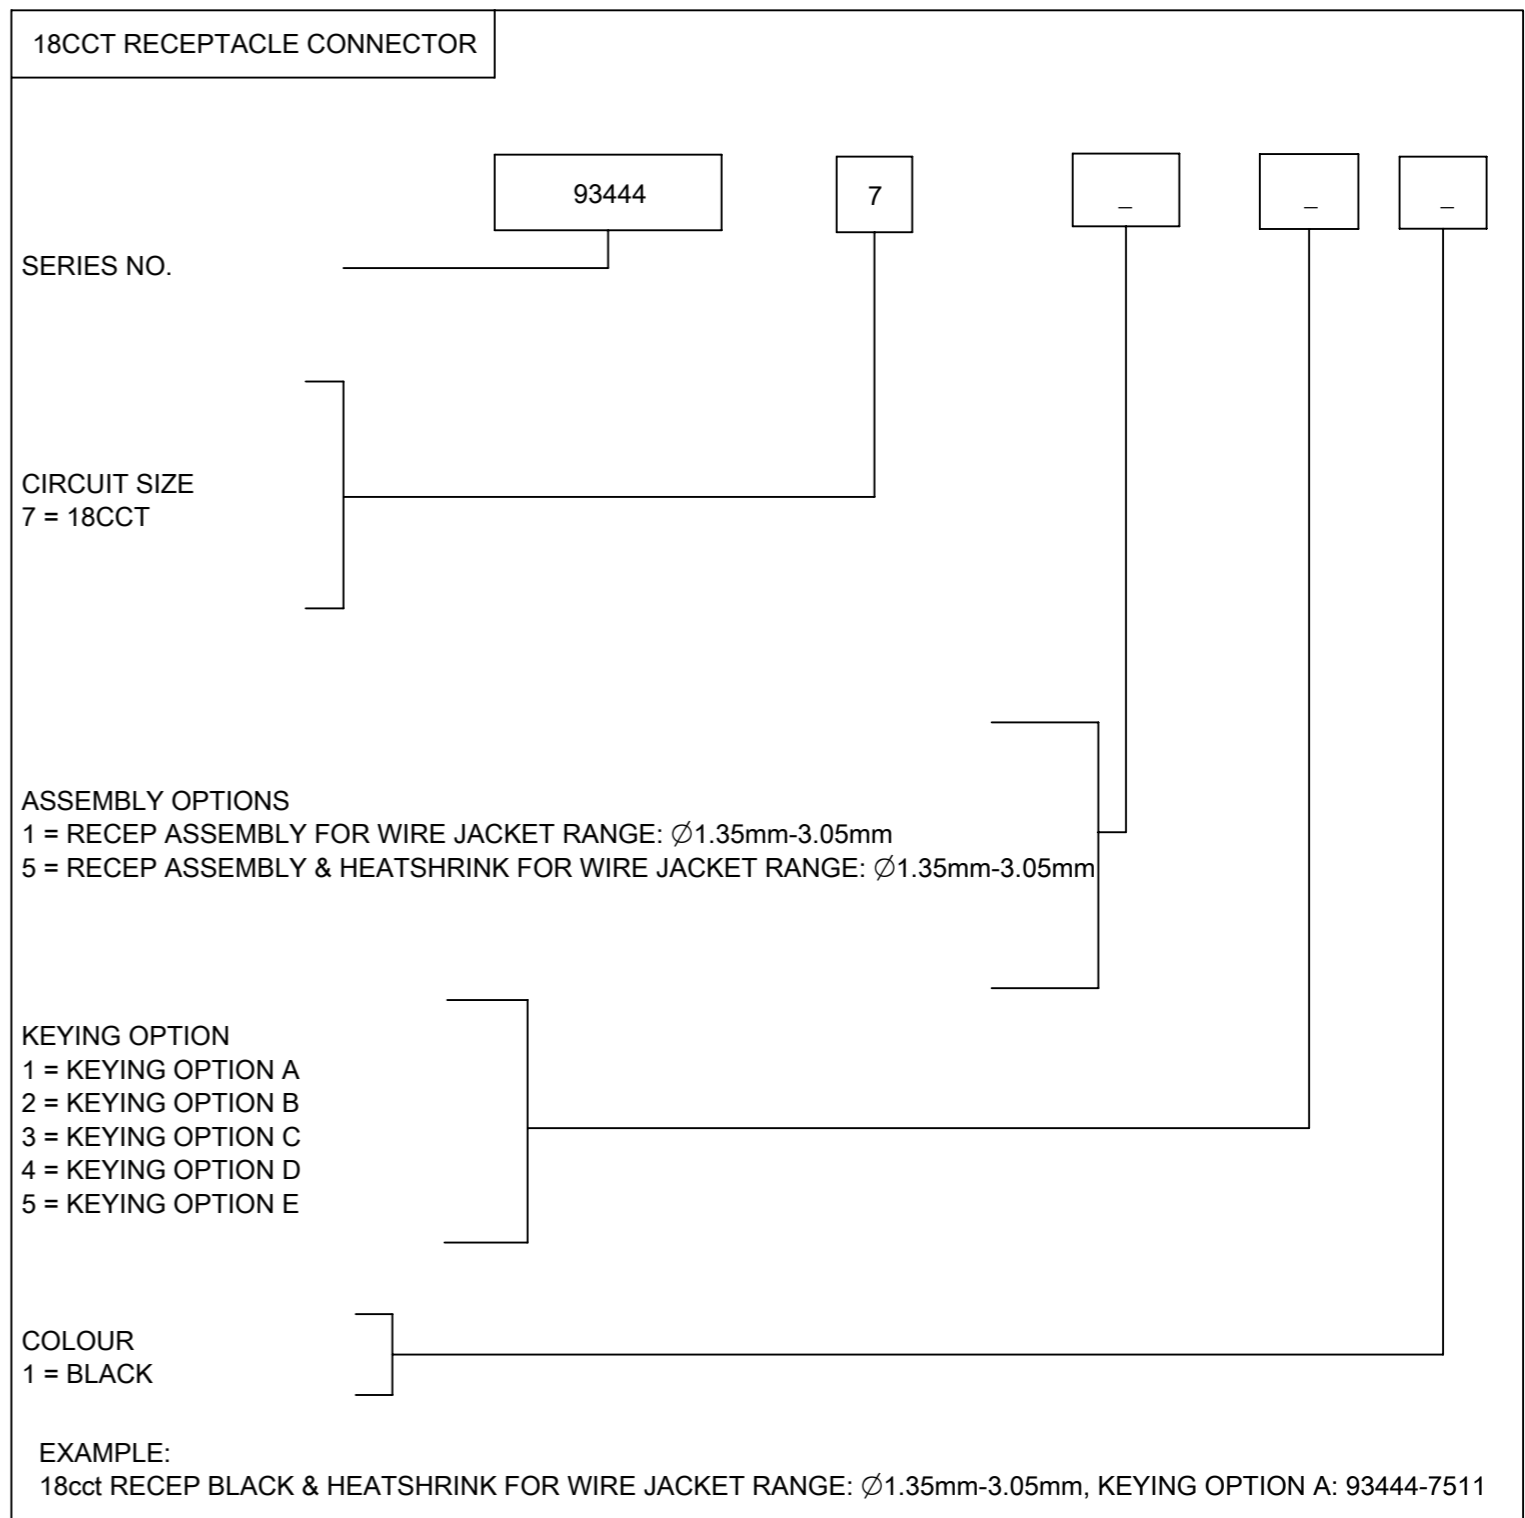 18CCT RECEPTACLE CONNECTOR
93444 7 _ _ _
SERIES NO.
CIRCUIT SIZE
7 = 18CCT
ASSEMBLY OPTIONS
1 = RECEP ASSEMBLY FOR WIRE JACKET RANGE: ∅1.35mm-3.05mm
5 = RECEP ASSEMBLY & HEATSHRINK FOR WIRE JACKET RANGE: ∅1.35mm-3.05mm
KEYING OPTION
1 = KEYING OPTION A
2 = KEYING OPTION B
3 = KEYING OPTION C
4 = KEYING OPTION D
5 = KEYING OPTION E
COLOUR
1 = BLACK
EXAMPLE:
18cct RECEP BLACK & HEATSHRINK FOR WIRE JACKET RANGE: ∅1.35mm-3.05mm, KEYING OPTION A: 93444-7511